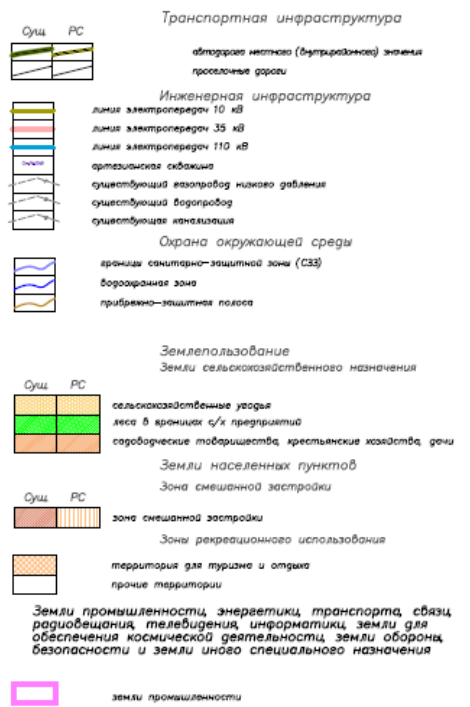 Транспортная инфраструктура
Сущ РС
автодорога местного (внутрирайонного) значения
проселочные дороги
Инженерная инфраструктура
линия электропередач 10 кВ
линия электропередач 35 кВ
линия электропередач 110 кВ
артезианская скважина
существующий газопровод низкого давления
существующий водопровод
существующая канализация
Охрана окружающей среды
границы санитарно-защитной зоны (СЗЗ)
водоохранная зона
прибрежно-защитная полоса
Землепользование
Земли сельскохозяйственного назначения
Сущ РС
сельскохозяйственные угодья
леса в границах с/х предприятий
садоводческие товарищества, крестьянские хозяйства, дачи
Земли населенных пунктов
Зона смешанной застройки
Сущ РС
зона смешанной застройки
Зоны рекреационного использования
территория для туризма и отдыха
прочие территории
Земли промышленности, энергетики, транспорта, связи,
радиовещания, телевидения, информатики, земли для
обеспечения космической деятельности, земли обороны,
безопасности и земли иного специального назначения
земли промышленности